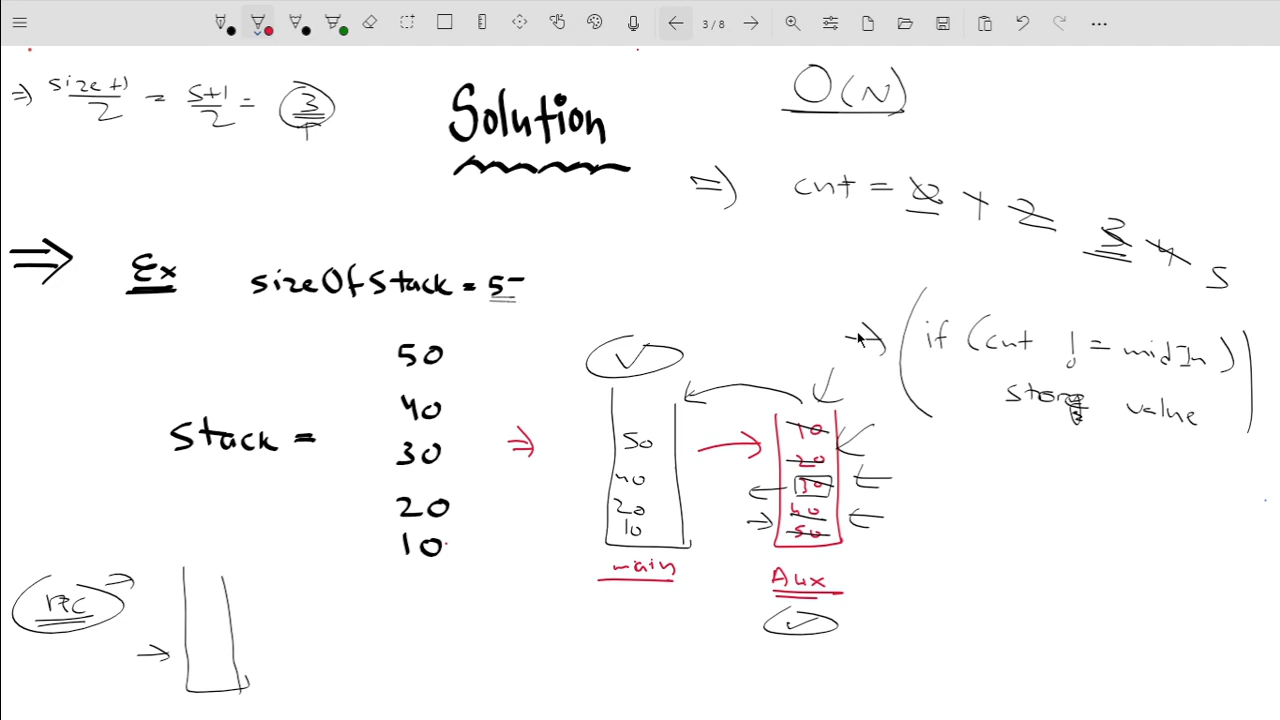 3/8
⇒ size+1/2 = 5+1/2 = 3
Solution
O(N)
⇒ cnt = 0 1 2 3 4 5
⇒ Ex sizeOfStack = 5
⇒ (if (cnt != midIn)
store value)
Stack =
50
40
30
20
10
⇒
50
40
20
10
main
10
20
30
40
50
Aux
rec